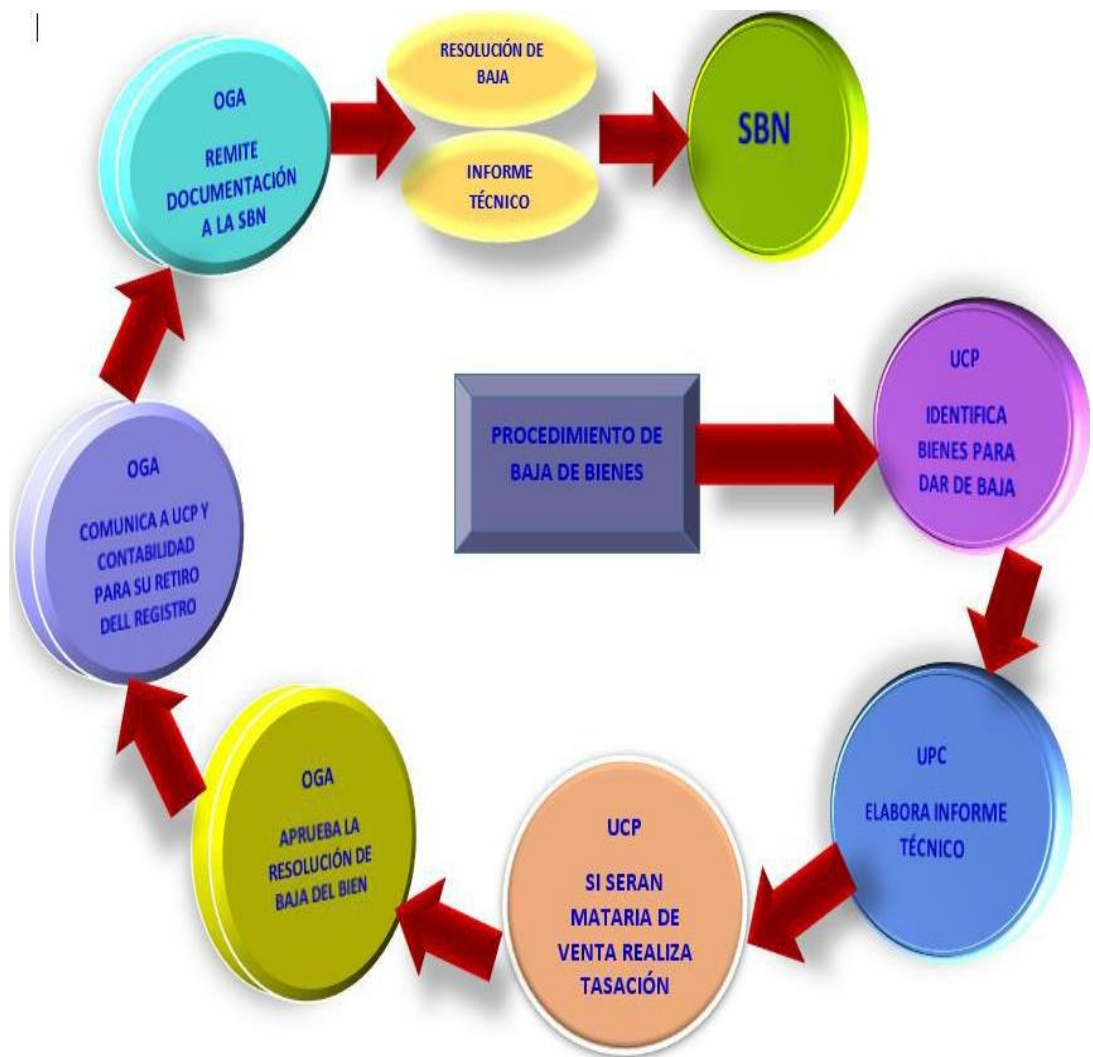 OGA
REMITE
DOCUMENTACIÓN
A LA SBN
RESOLUCIÓN DE
BAJA
INFORME
TÉCNICO
SBN
PROCEDIMIENTO DE
BAJA DE BIENES
UCP
IDENTIFICA
BIENES PARA
DAR DE BAJA
UPC
ELABORA INFORME
TÉCNICO
UCP
SI SERAN
MATARIA DE
VENTA REALIZA
TASACIÓN
OGA
APRUEBA LA
RESOLUCIÓN DE
BAJA DEL BIEN
OGA
COMUNICA A UCP Y
CONTABILIDAD
PARA SU RETIRO
DELL REGISTRO